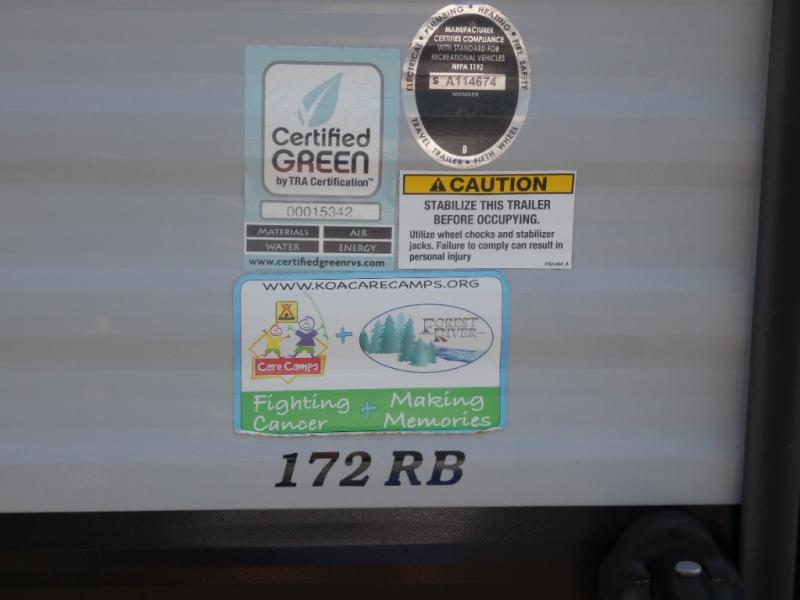 ELECTRICAL • PLUMBING • HEATING • FIRE SAFETY
MANUFACTURER
CERTIFIES COMPLIANCE
WITH STANDARD FOR
RECREATIONAL VEHICLES
NFPA 1192
S A114674
MEMBER
D
TRAVEL TRAILER • FIFTH WHEEL
Certified
GREEN
by TRA Certification™
00015342
MATERIALS AIR
WATER ENERGY
www.certifiedgreenrvs.com
CAUTION
STABILIZE THIS TRAILER
BEFORE OCCUPYING.
Utilize wheel chocks and stabilizer
jacks. Failure to comply can result in
personal injury
WWW.KOACARECAMPS.ORG
Care Camps
+
FOREST
RIVER
Fighting + Making
Cancer Memories
172 RB